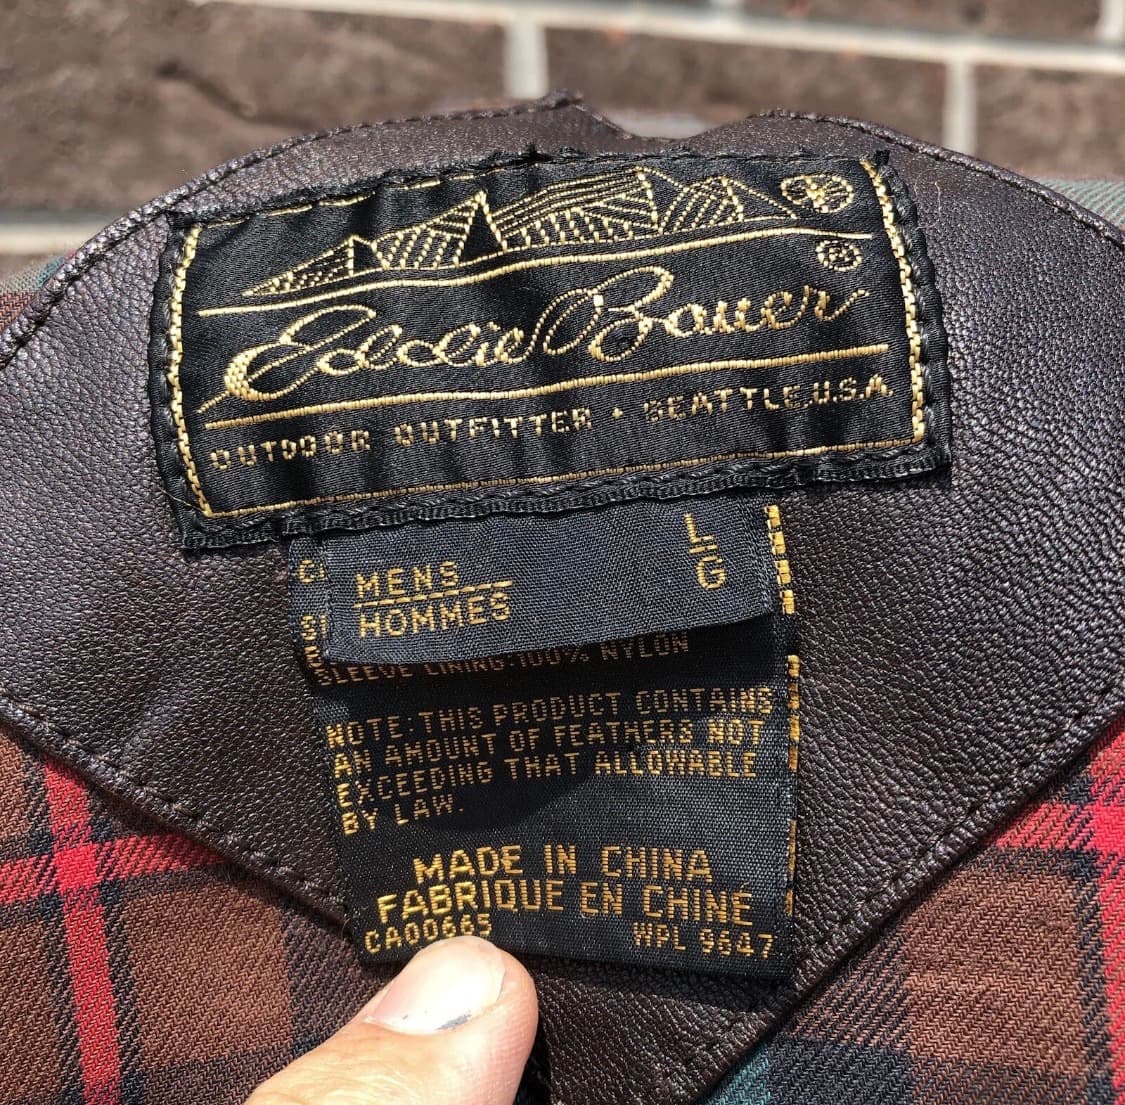 Eddie Bauer ®
OUTDOOR OUTFITTER • SEATTLE, U.S.A.
MENS
HOMMES
L
G
SLEEVE LINING: 100% NYLON
NOTE: THIS PRODUCT CONTAINS
AN AMOUNT OF FEATHERS NOT
EXCEEDING THAT ALLOWABLE
BY LAW.
MADE IN CHINA
FABRIQUE EN CHINE
CA00665 WPL 9647